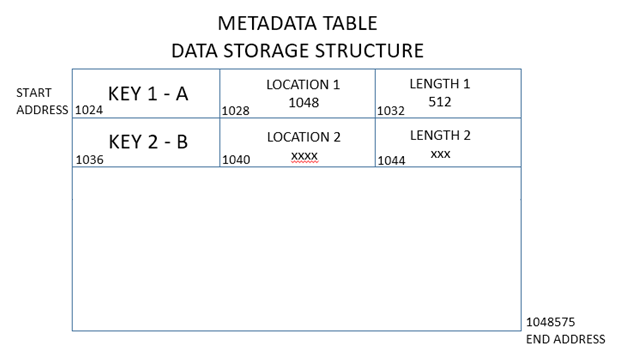 METADATA TABLE
DATA STORAGE STRUCTURE
START
ADDRESS
KEY 1 - A
1024
LOCATION 1
1048
1028
LENGTH 1
512
1032
KEY 2 - B
1036
LOCATION 2
xxxx
1040
LENGTH 2
xxx
1044
1048575
END ADDRESS